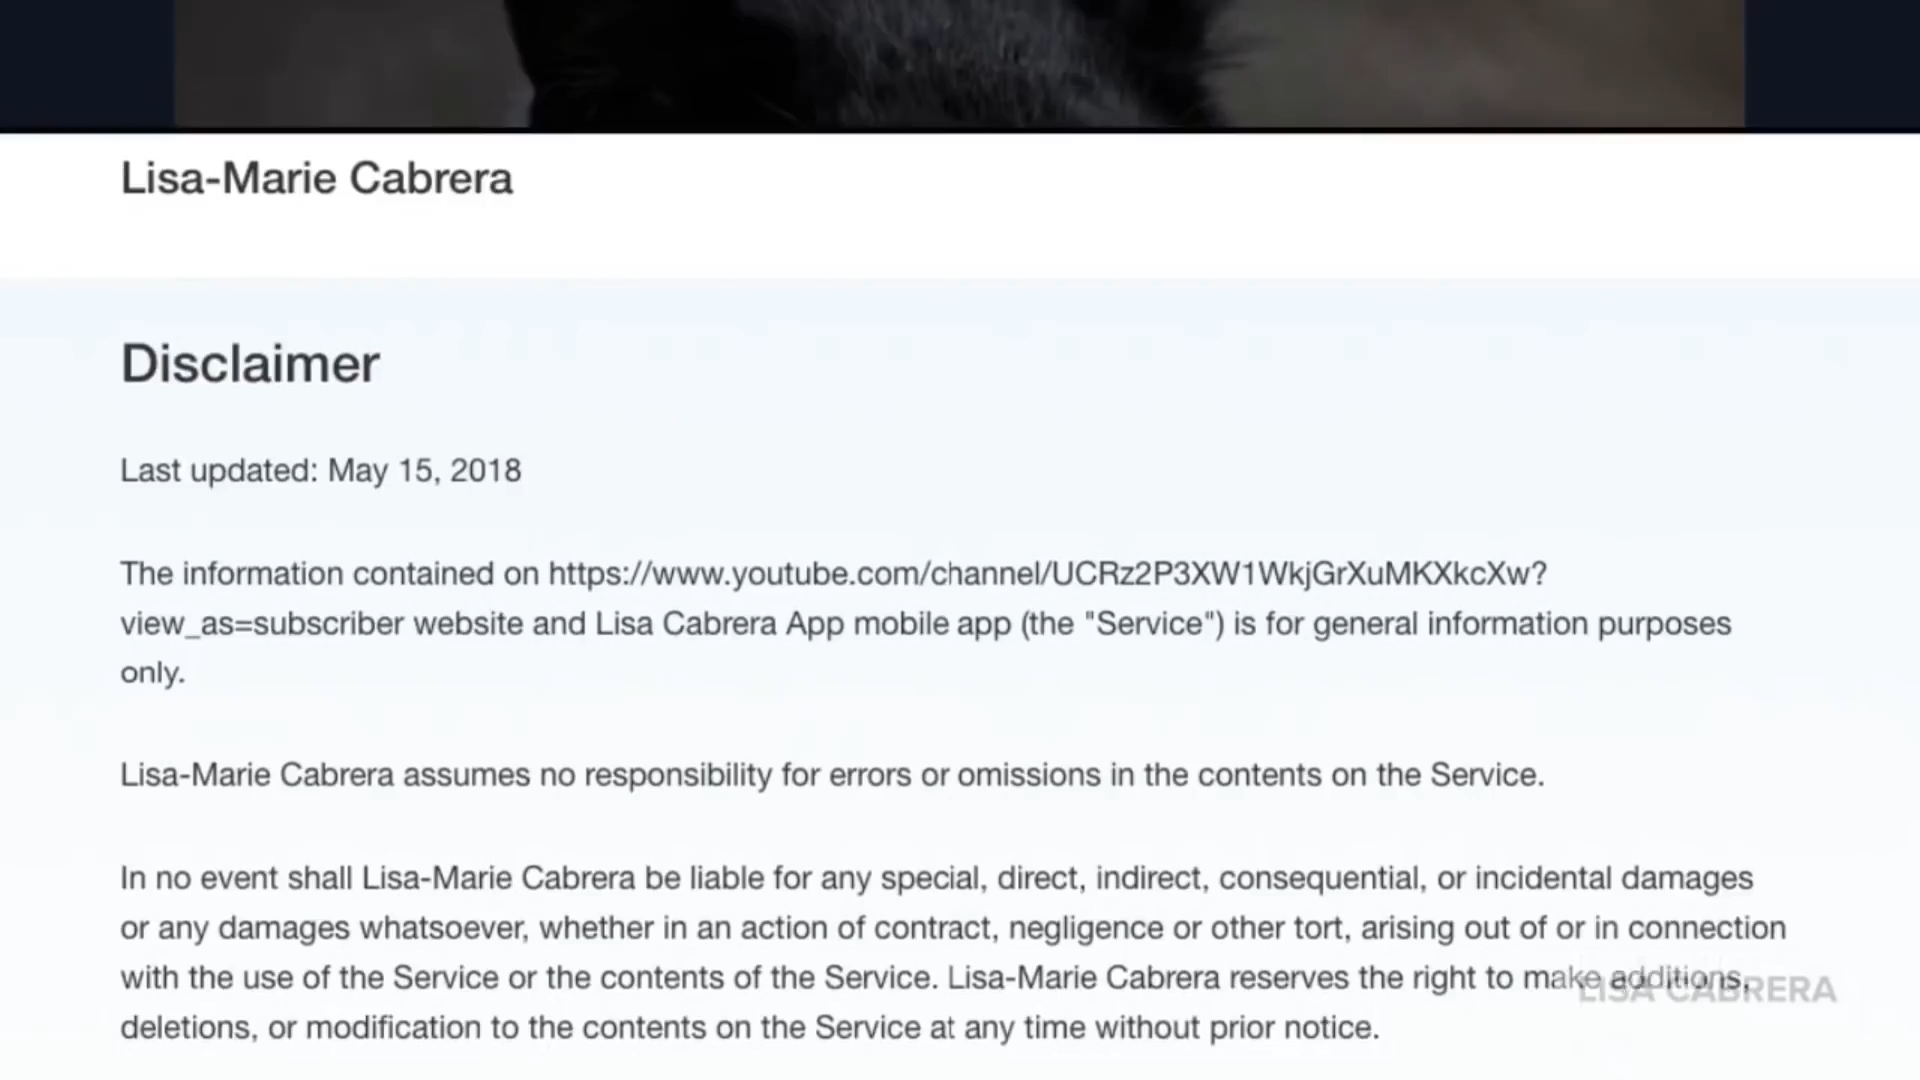 Lisa-Marie Cabrera
Disclaimer
Last updated: May 15, 2018
The information contained on https://www.youtube.com/channel/UCRz2P3XW1WkjGrXuMKXkcXw?
view_as=subscriber website and Lisa Cabrera App mobile app (the "Service") is for general information purposes
only.
Lisa-Marie Cabrera assumes no responsibility for errors or omissions in the contents on the Service.
In no event shall Lisa-Marie Cabrera be liable for any special, direct, indirect, consequential, or incidental damages
or any damages whatsoever, whether in an action of contract, negligence or other tort, arising out of or in connection
with the use of the Service or the contents of the Service. Lisa-Marie Cabrera reserves the right to make additions,
deletions, or modification to the contents on the Service at any time without prior notice.
LISA CABRERA